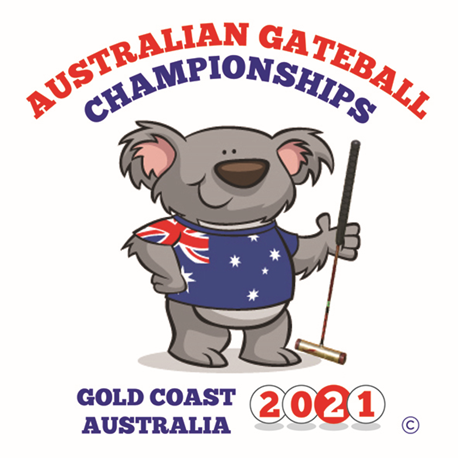 AUSTRALIAN GATEBALL
CHAMPIONSHIPS
GOLD COAST 2021
AUSTRALIA ©